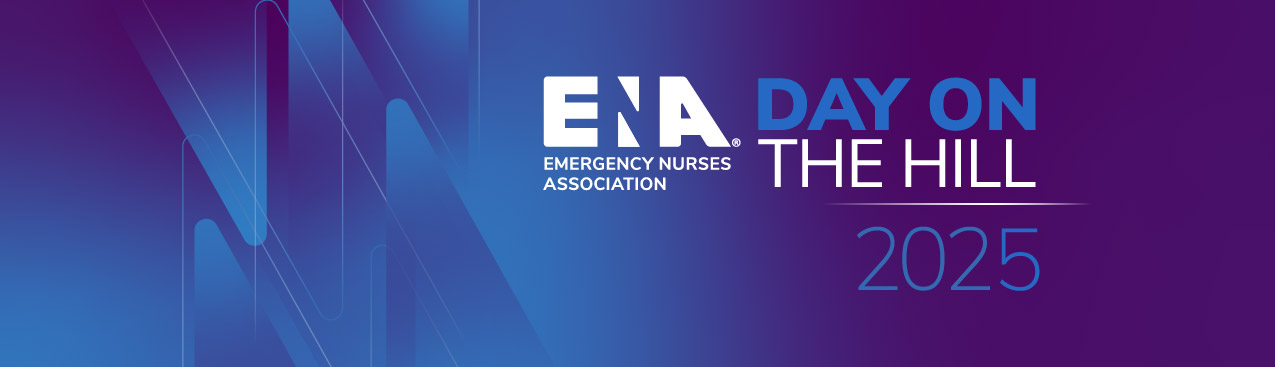 ENA®
EMERGENCY NURSES
ASSOCIATION
DAY ON
THE HILL
2025